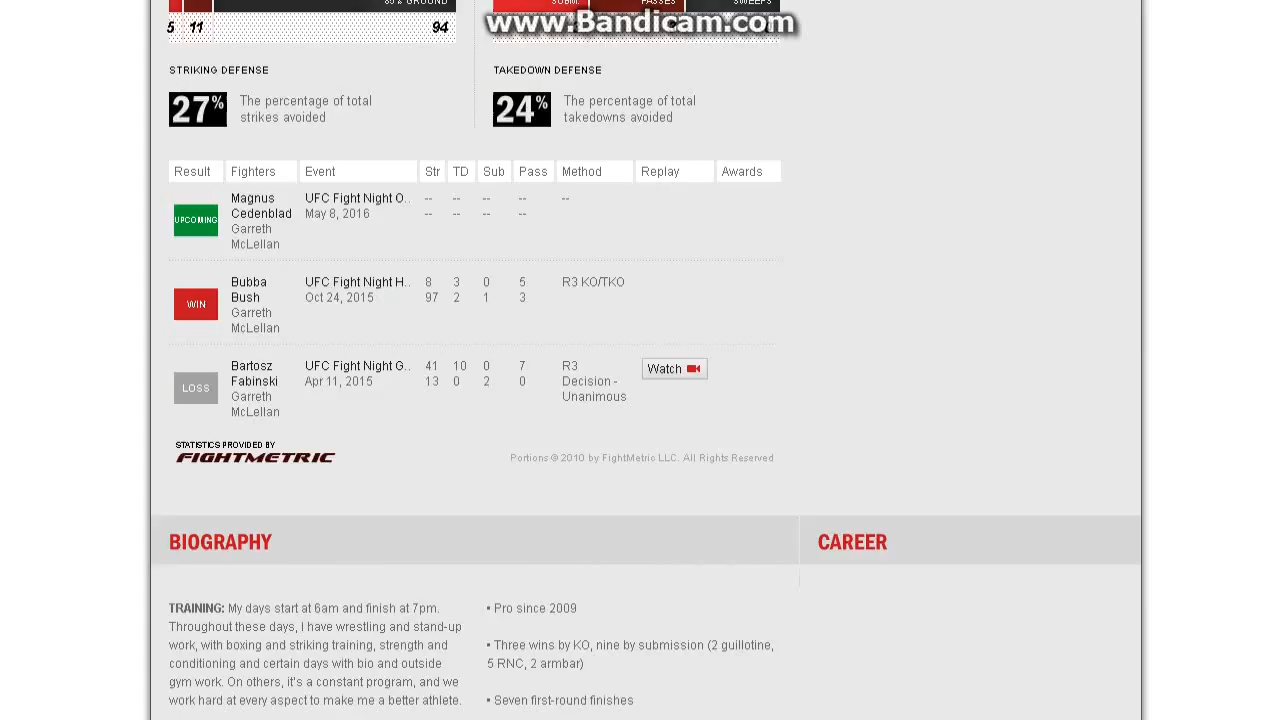 www.Bandicam.com
85% GROUND
SUBM.
PASSES
SWEEPS
5 11 94
STRIKING DEFENSE
27% The percentage of total
strikes avoided
TAKEDOWN DEFENSE
24% The percentage of total
takedowns avoided
Result Fighters Event Str TD Sub Pass Method Replay Awards
UPCOMING
Magnus
Cedenblad
Garreth
McLellan
UFC Fight Night O..
May 8, 2016
-- -- -- -- --
-- -- -- --
WIN
Bubba
Bush
Garreth
McLellan
UFC Fight Night H..
Oct 24, 2015
8 3 0 5 R3 KO/TKO
97 2 1 3
LOSS
Bartosz
Fabinski
Garreth
McLellan
UFC Fight Night G..
Apr 11, 2015
41 10 0 7
13 0 2 0
R3
Decision -
Unanimous
Watch
STATISTICS PROVIDED BY
FIGHTMETRIC
Portions © 2010 by FightMetric LLC. All Rights Reserved
BIOGRAPHY
CAREER
TRAINING: My days start at 6am and finish at 7pm.
Throughout these days, I have wrestling and stand-up
work, with boxing and striking training, strength and
conditioning and certain days with bio and outside
gym work. On others, it's a constant program, and we
work hard at every aspect to make me a better athlete.
• Pro since 2009
• Three wins by KO, nine by submission (2 guillotine,
5 RNC, 2 armbar)
• Seven first-round finishes